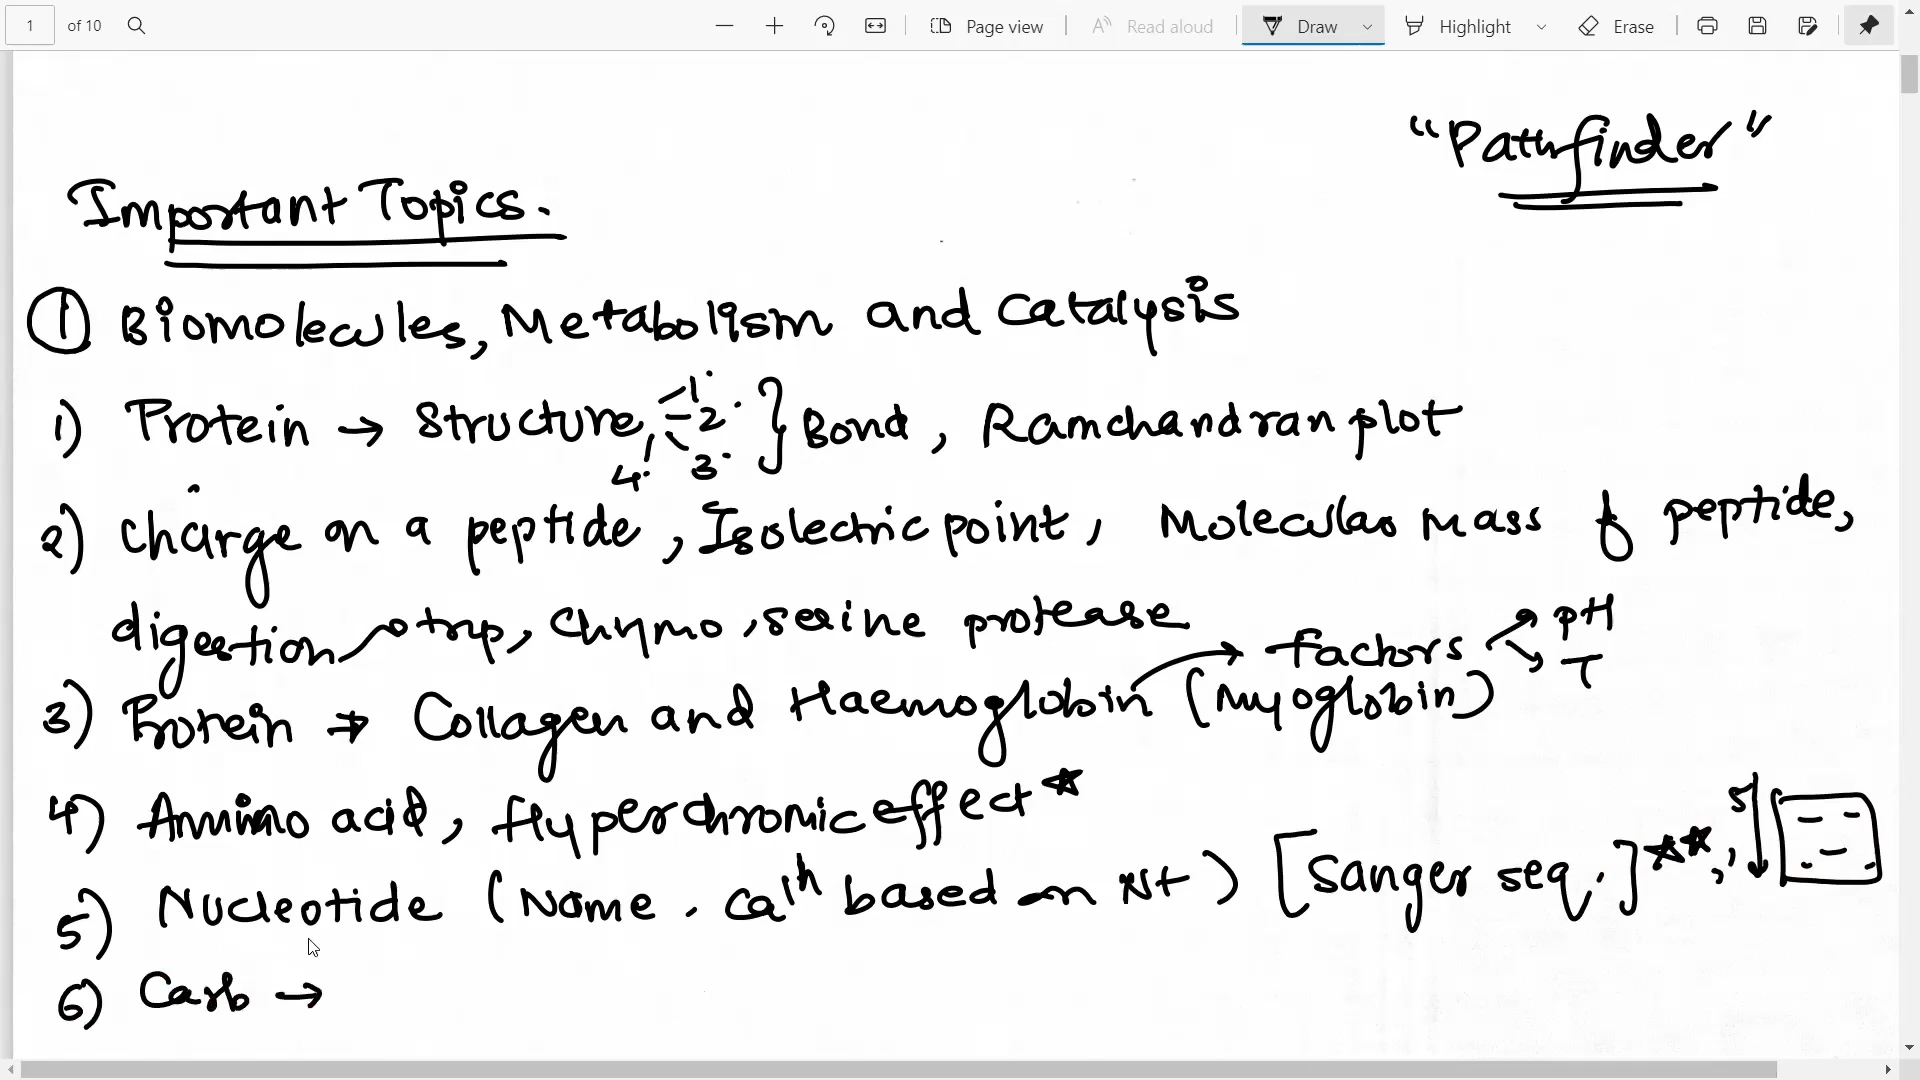 1 of 10 Page view Read aloud Draw Highlight Erase
"Pathfinder"
Important Topics.
① Biomolecules, Metabolism and Catalysis
1) Protein → Structure 1° 2° 3° 4° } Bond, Ramchandran plot
2) Charge on a peptide, Isolectric point, Molecular mass of peptide,
digestion → tryp, Chymo, serine protease
→ factors pH T
3) Protein → Collagen and Haemoglobin (Myoglobin)
4) Amino acid, Hyperchromic effect ☆
5) Nucleotide (Name. Calⁿ based on Nt) [Sanger seq.] ☆☆, 5'
6) Carb →